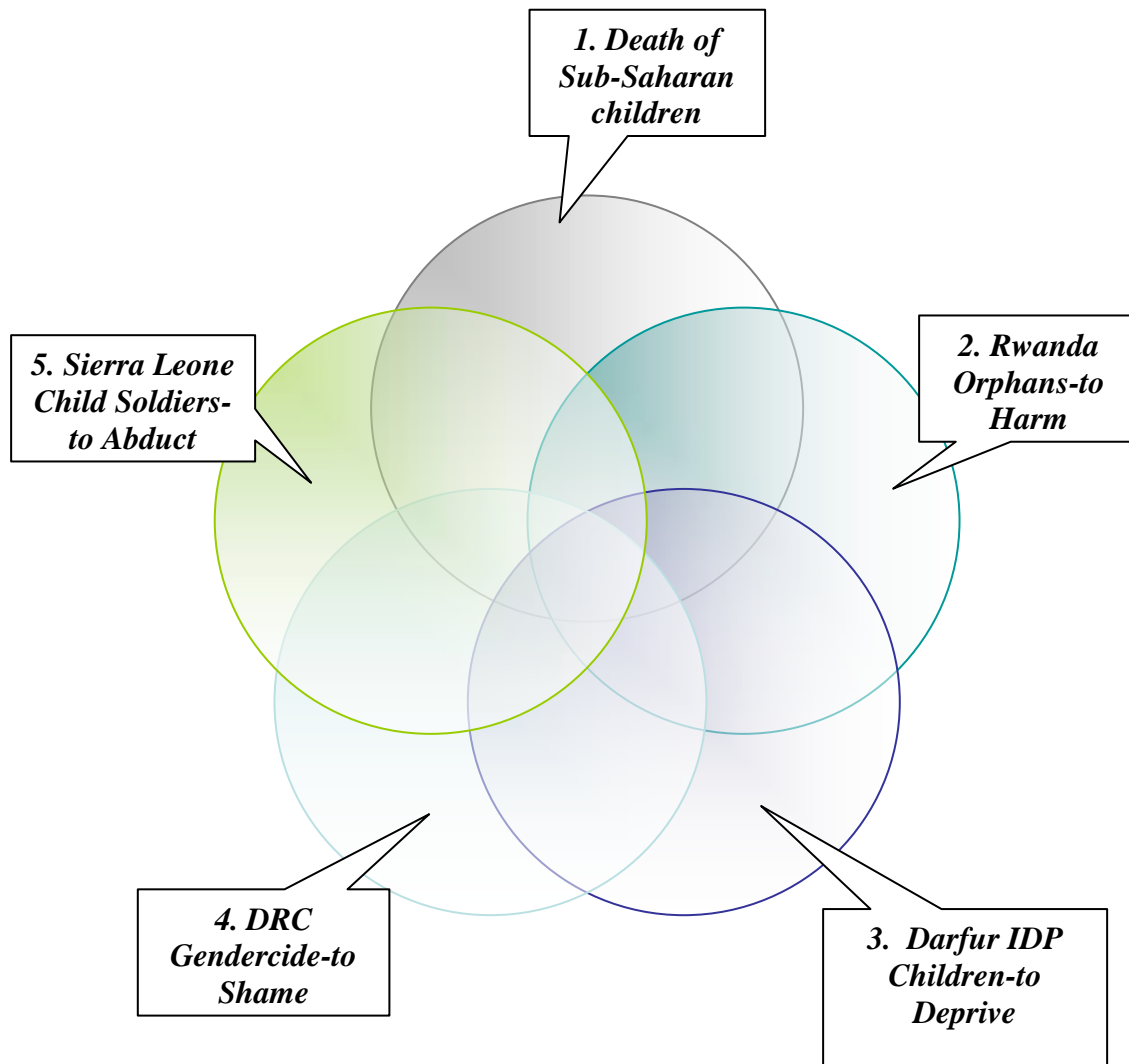 1. Death of
Sub-Saharan
children
2. Rwanda
Orphans-to
Harm
3. Darfur IDP
Children-to
Deprive
4. DRC
Gendercide-to
Shame
5. Sierra Leone
Child Soldiers-
to Abduct